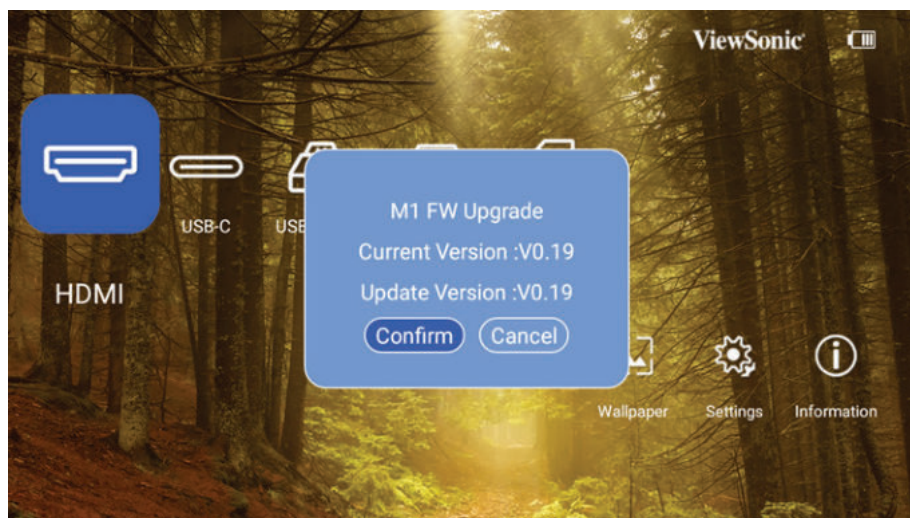 ViewSonic
USB-C
USB
HDMI
M1 FW Upgrade
Current Version :V0.19
Update Version :V0.19
Confirm
Cancel
Wallpaper
Settings
Information